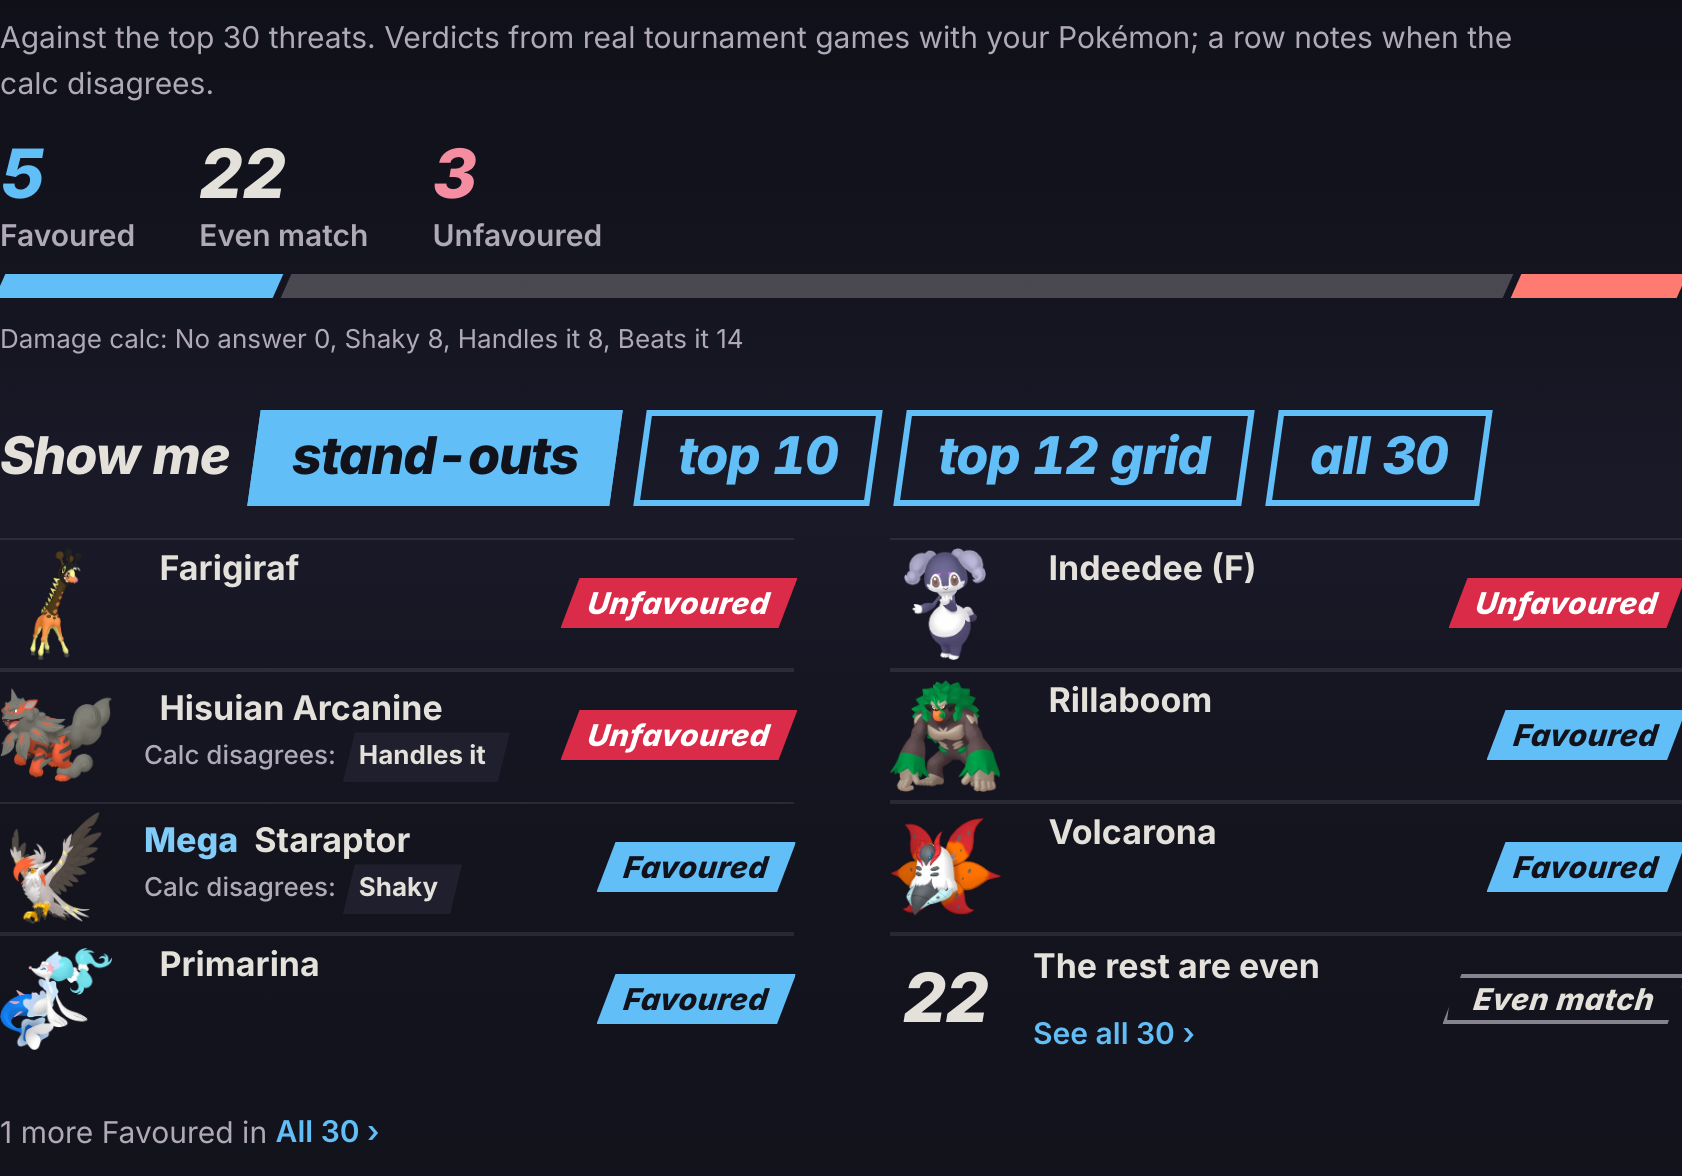 Against the top 30 threats. Verdicts from real tournament games with your Pokémon; a row notes when the
calc disagrees.
5
Favoured
22
Even match
3
Unfavoured
Damage calc: No answer 0, Shaky 8, Handles it 8, Beats it 14
Show me
stand-outs
top 10
top 12 grid
all 30
Farigiraf
Unfavoured
Indeedee (F)
Unfavoured
Hisuian Arcanine
Calc disagrees: Handles it
Unfavoured
Rillaboom
Favoured
Mega Staraptor
Calc disagrees: Shaky
Favoured
Volcarona
Favoured
Primarina
Favoured
22
The rest are even
See all 30 ›
Even match
1 more Favoured in All 30 ›